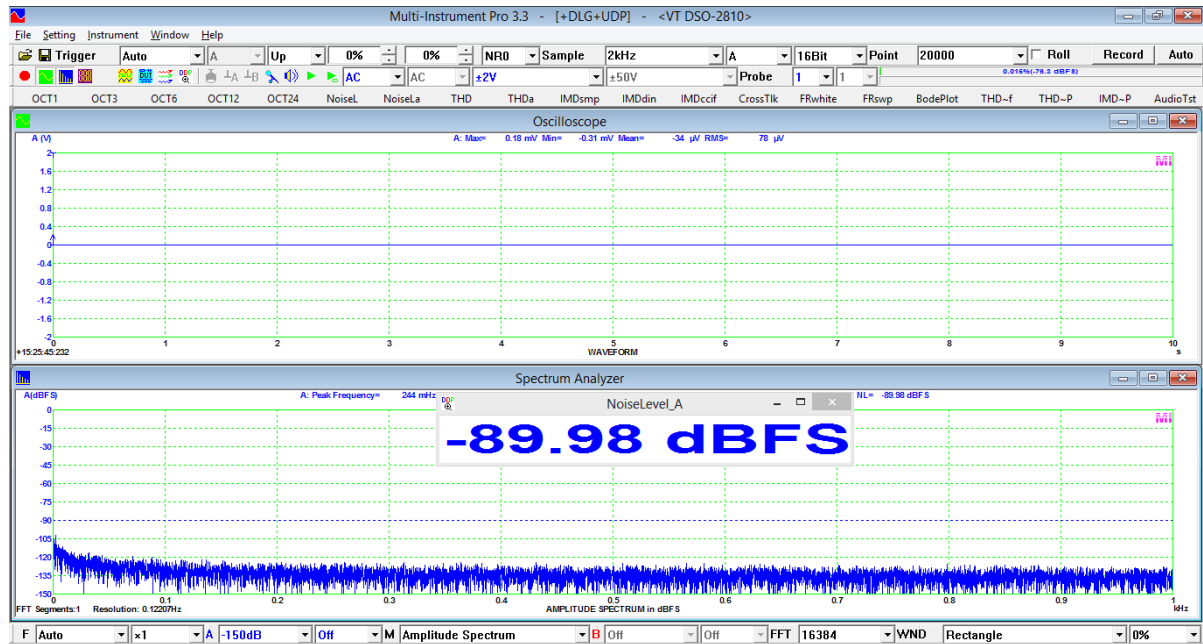 Multi-Instrument Pro 3.3 - [+DLG+UDP] - <VT DSO-2810>
File Setting Instrument Window Help
Trigger Auto A Up 0% 0% NR0 Sample 2kHz A 16Bit Point 20000 Roll Record Auto
DUT DDP A B AC AC ±2V ±50V Probe 1 1 0.016%(-76.3 dBFS)
OCT1 OCT3 OCT6 OCT12 OCT24 NoiseL NoiseLa THD THDa IMDsmp IMDdin IMDccif CrossTlk FRwhite FRswp BodePlot THD~f THD~P IMD~P AudioTst
Oscilloscope
A (V) A: Max= 0.18 mV Min= -0.31 mV Mean= -34 µV RMS= 78 µV
Mi
2
1.6
1.2
0.8
0.4
0
-0.4
-0.8
-1.2
-1.6
-2
0 1 2 3 4 5 6 7 8 9 10
+15:25:45:232 WAVEFORM s
Spectrum Analyzer
A(dBFS) A: Peak Frequency= 244 mHz NL= -89.98 dBFS
DDP NoiseLevel_A
-89.98 dBFS
Mi
0
-15
-30
-45
-60
-75
-90
-105
-120
-135
-150
0 0.1 0.2 0.3 0.4 0.5 0.6 0.7 0.8 0.9 1
FFT Segments:1 Resolution: 0.12207Hz AMPLITUDE SPECTRUM in dBFS kHz
F Auto ×1 A -150dB Off M Amplitude Spectrum B Off Off FFT 16384 WND Rectangle 0%